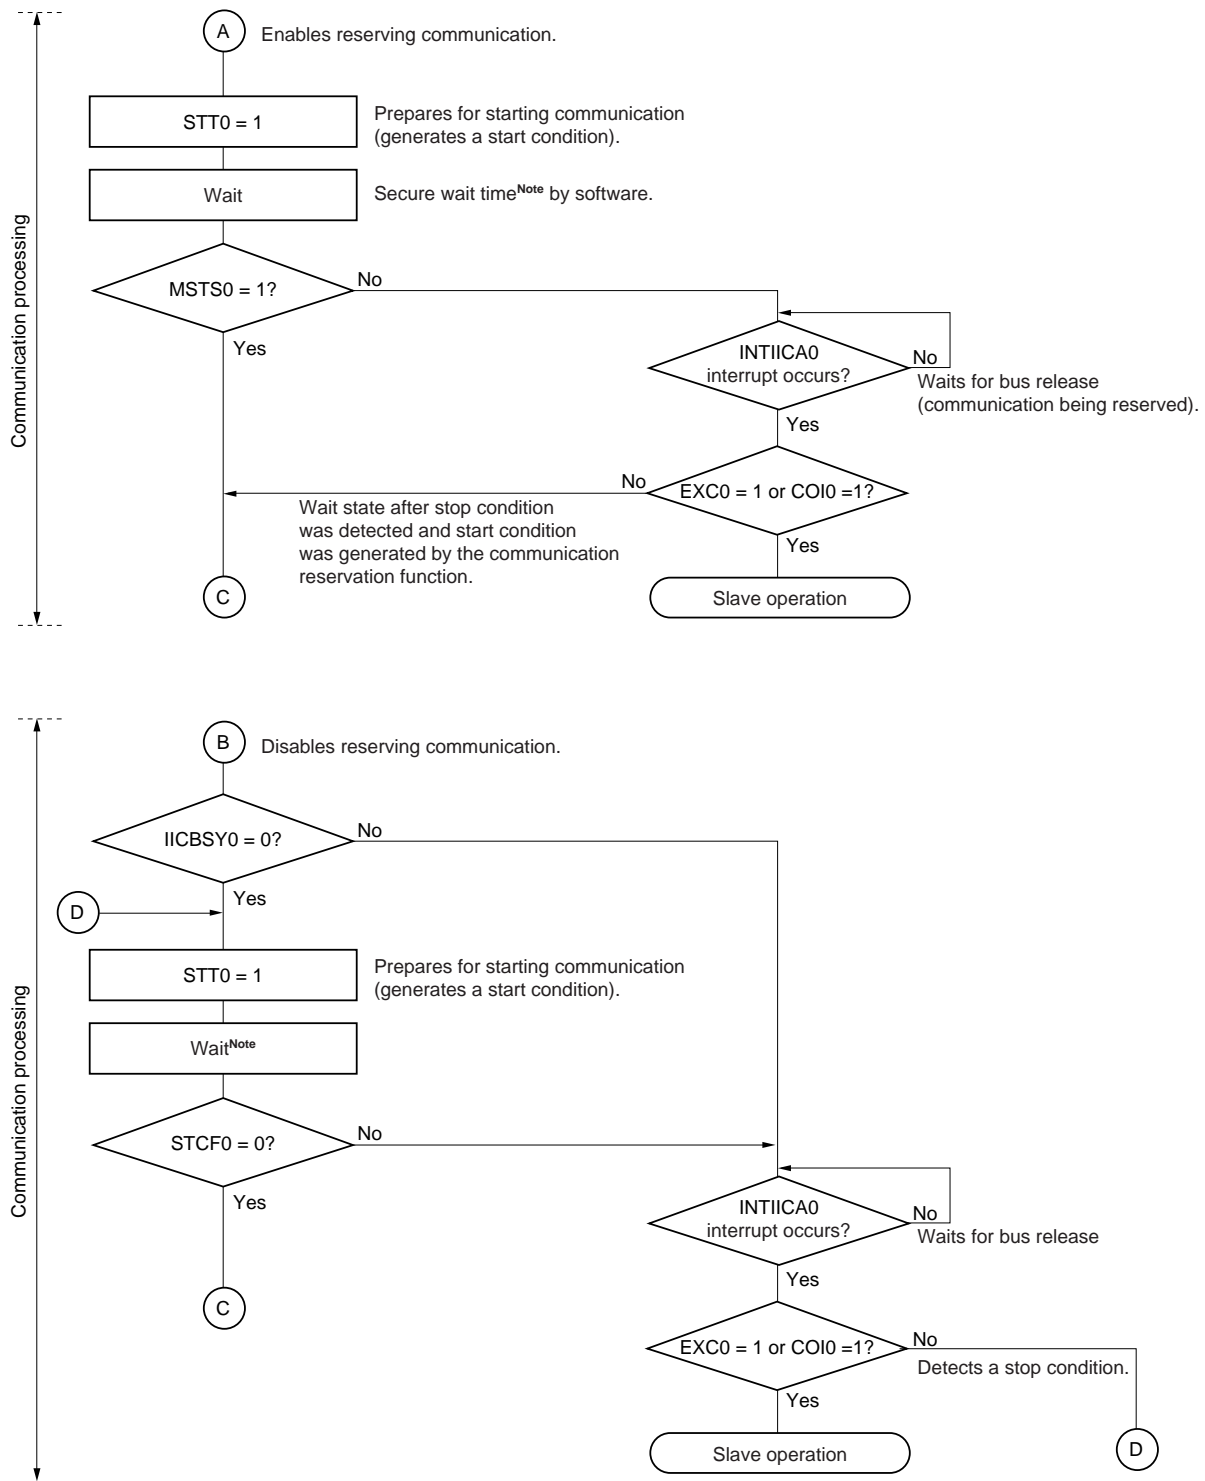 A
Enables reserving communication.
STT0 = 1
Prepares for starting communication
(generates a start condition).
Wait
Secure wait timeNote by software.
MSTS0 = 1?
No
Yes
INTIICA0
interrupt occurs?
No
Waits for bus release
(communication being reserved).
Yes
EXC0 = 1 or COI0 =1?
No
Wait state after stop condition
was detected and start condition
was generated by the communication
reservation function.
Yes
C
Slave operation
Communication processing
B
Disables reserving communication.
IICBSY0 = 0?
No
Yes
D
STT0 = 1
Prepares for starting communication
(generates a start condition).
WaitNote
STCF0 = 0?
No
Yes
INTIICA0
interrupt occurs?
No
Waits for bus release
Yes
C
EXC0 = 1 or COI0 =1?
No
Detects a stop condition.
Yes
Slave operation
D
Communication processing